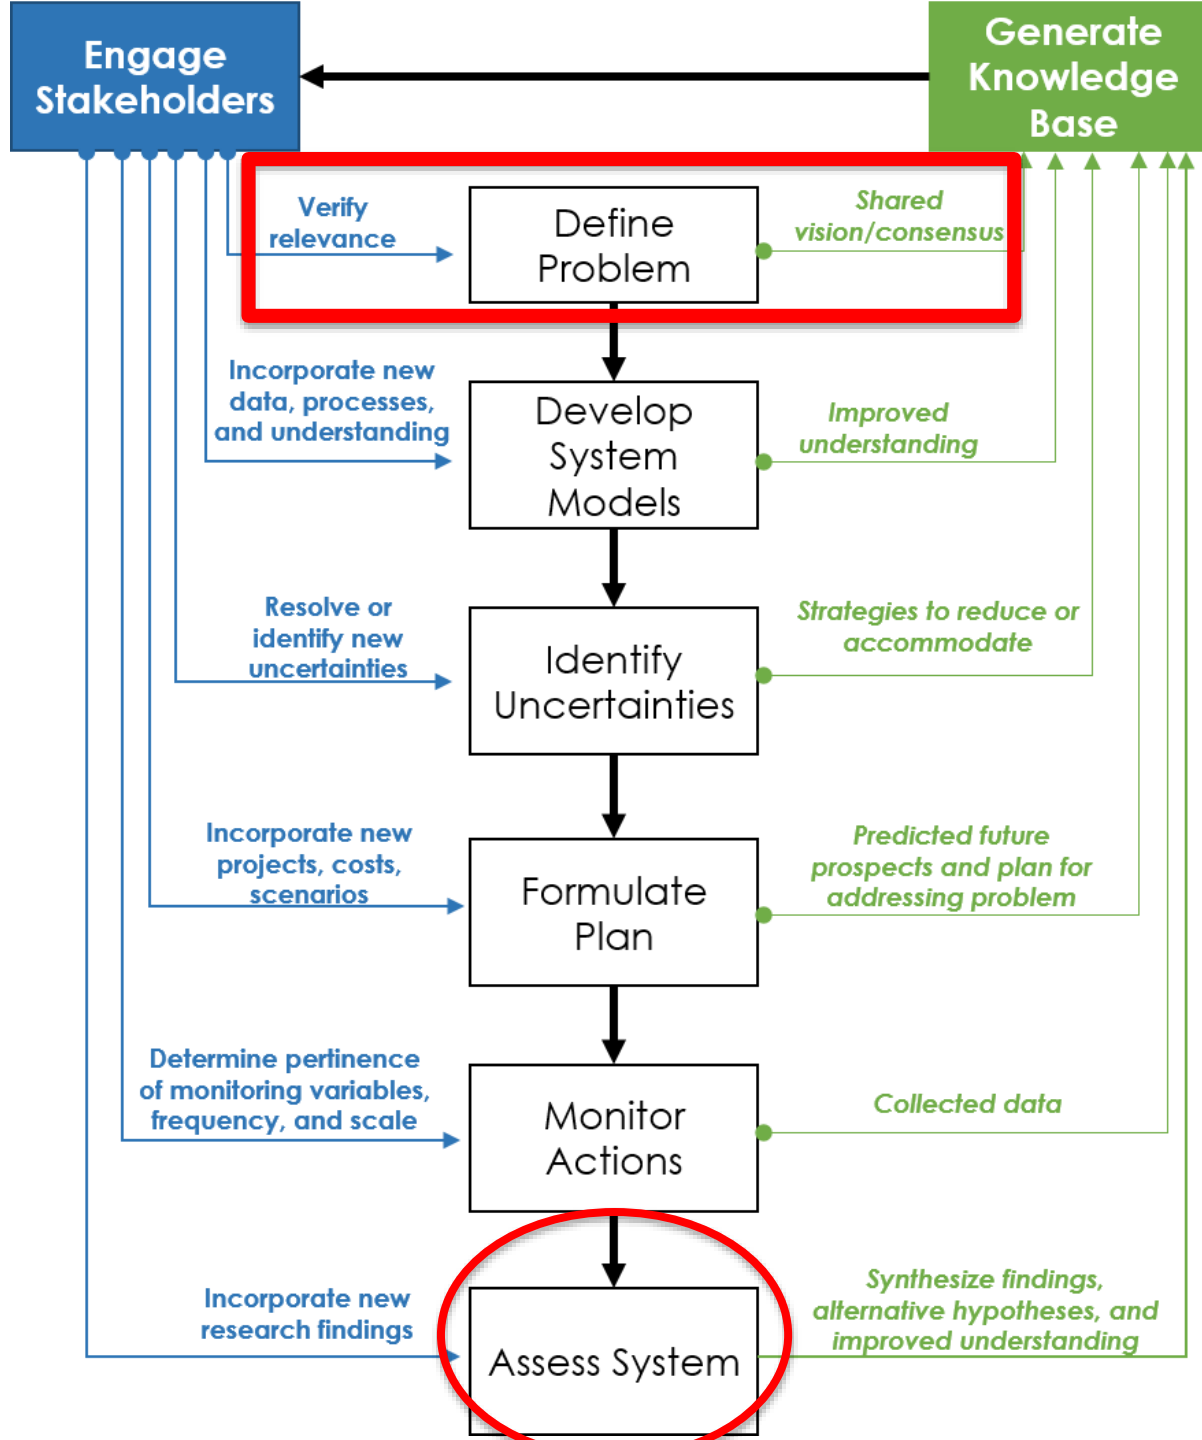 Engage
Stakeholders
Generate
Knowledge
Base
Verify
relevance
Define
Problem
Shared
vision/consensus
Incorporate new
data, processes,
and understanding
Develop
System
Models
Improved
understanding
Resolve or
identify new
uncertainties
Identify
Uncertainties
Strategies to reduce or
accommodate
Incorporate new
projects, costs,
scenarios
Formulate
Plan
Predicted future
prospects and plan for
addressing problem
Determine pertinence
of monitoring variables,
frequency, and scale
Monitor
Actions
Collected data
Incorporate new
research findings
Assess System
Synthesize findings,
alternative hypotheses, and
improved understanding